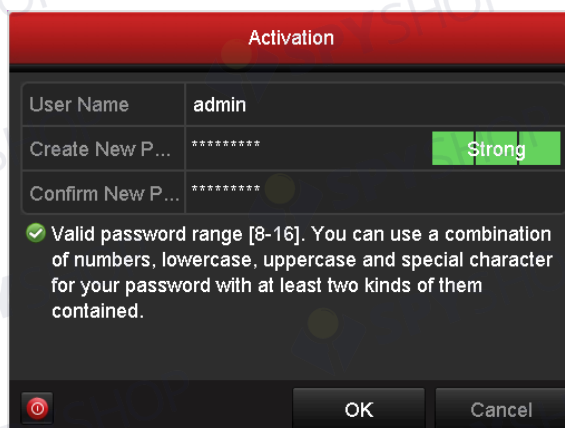 Activation
User Name admin
Create New P... ********* Strong
Confirm New P... *********
Valid password range [8-16]. You can use a combination
of numbers, lowercase, uppercase and special character
for your password with at least two kinds of them
contained.
OK Cancel